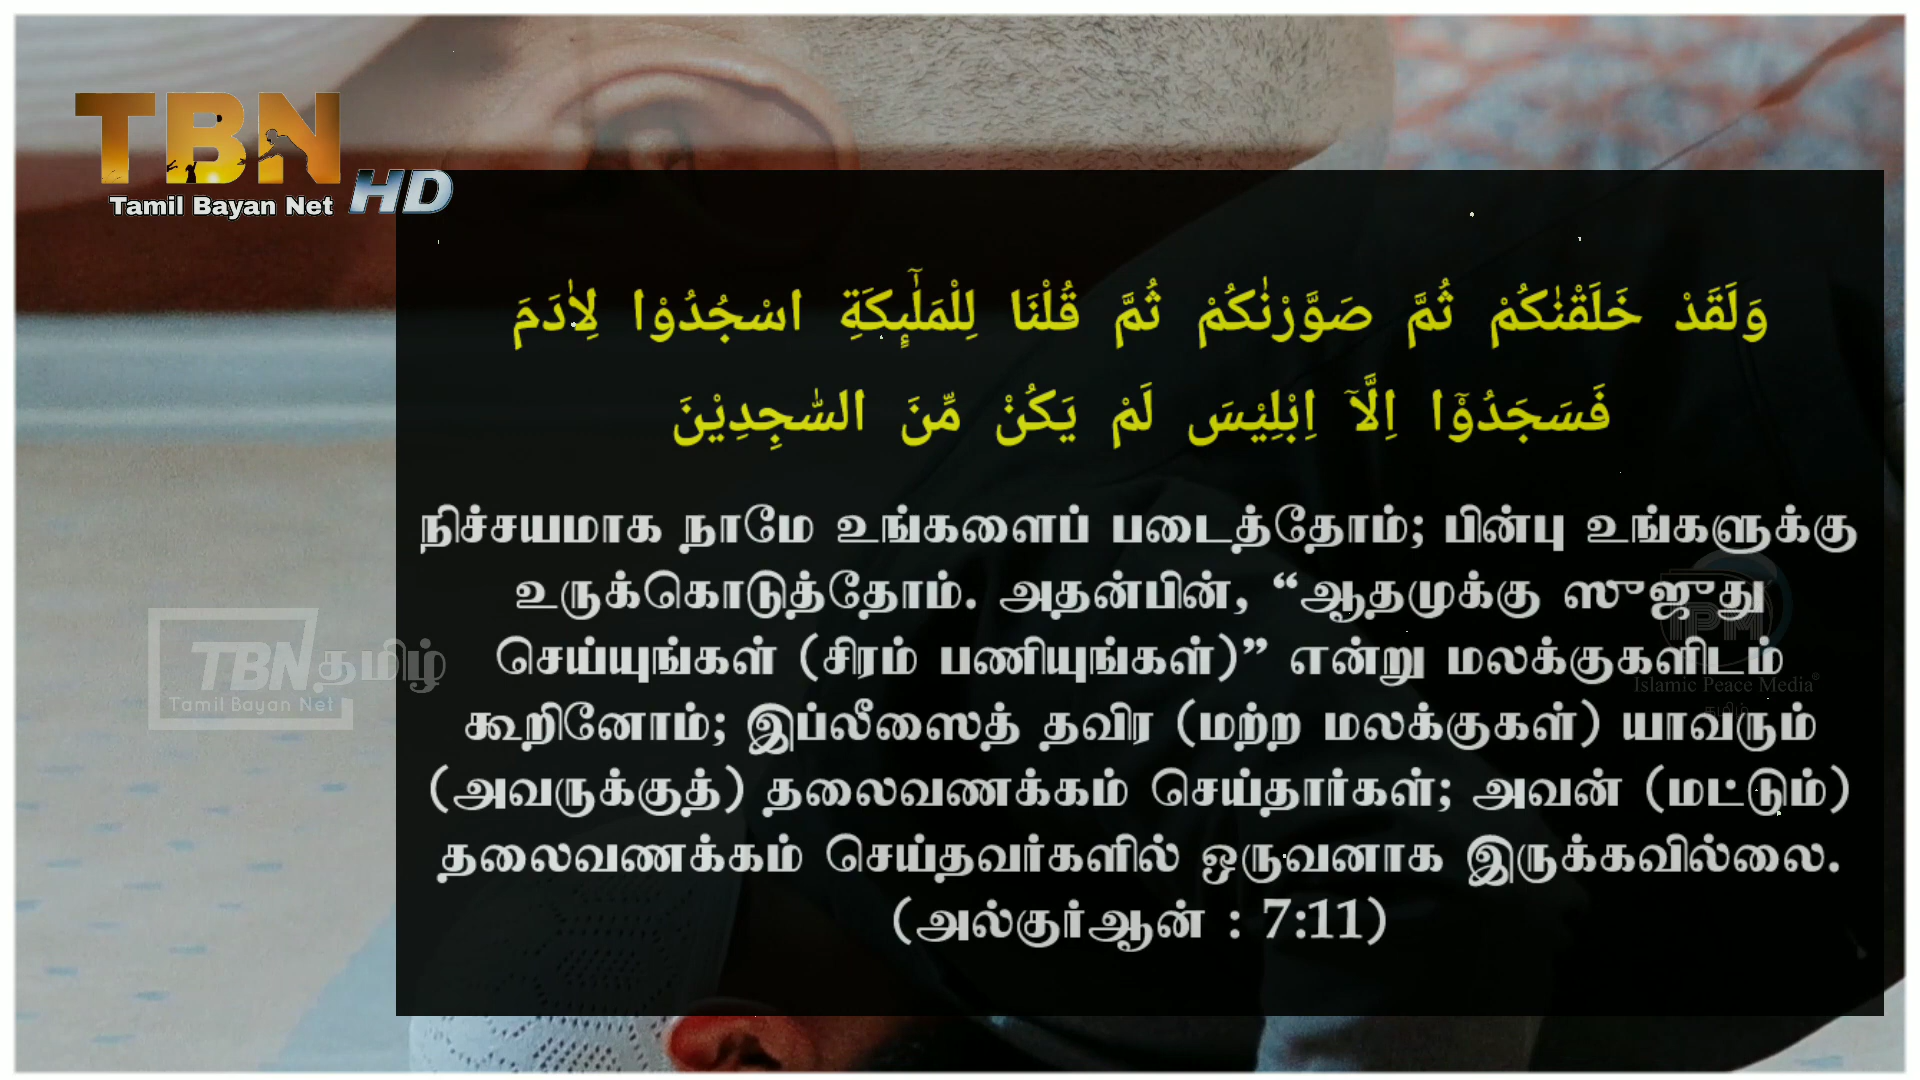 TBN HD
Tamil Bayan Net
وَلَقَدْ خَلَقْنٰكُمْ ثُمَّ صَوَّرْنٰكُمْ ثُمَّ قُلْنَا لِلْمَلٰٓٮِٕكَةِ اسْجُدُوْا لِاٰدَمَ
فَسَجَدُوْۤا اِلَّاۤ اِبْلِيْسَ لَمْ يَكُنْ مِّنَ السّٰجِدِيْنَ
நிச்சயமாக நாமே உங்களைப் படைத்தோம்; பின்பு உங்களுக்கு
உருக்கொடுத்தோம். அதன்பின், “ஆதமுக்கு ஸுஜுது
செய்யுங்கள் (சிரம் பணியுங்கள்)” என்று மலக்குகளிடம்
கூறினோம்; இப்லீஸைத் தவிர (மற்ற மலக்குகள்) யாவரும்
(அவருக்குத்) தலைவணக்கம் செய்தார்கள்; அவன் (மட்டும்)
தலைவணக்கம் செய்தவர்களில் ஒருவனாக இருக்கவில்லை.
(அல்குர்ஆன் : 7:11)
TBN தமிழ்
Tamil Bayan Net
IPM
Islamic Peace Media®
தமிழ்